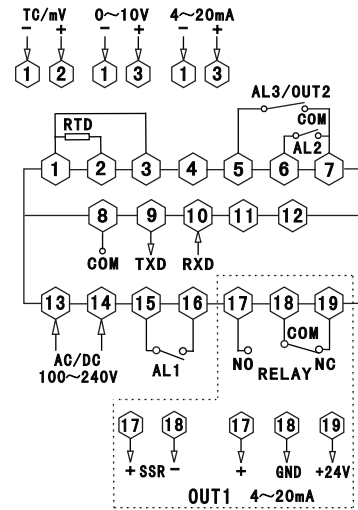 TC/mV 0～10V 4～20mA
－ ＋ － ＋ － ＋
1 2 1 3 1 3
AL3/OUT2
RTD COM
AL2
1 2 3 4 5 6 7
8 9 10 11 12
COM TXD RXD
13 14 15 16 17 18 19
COM
AC/DC NO NC
100～240V AL1 RELAY
17 18 17 18 19
＋ SSR － ＋ GND +24V
OUT1 4～20mA